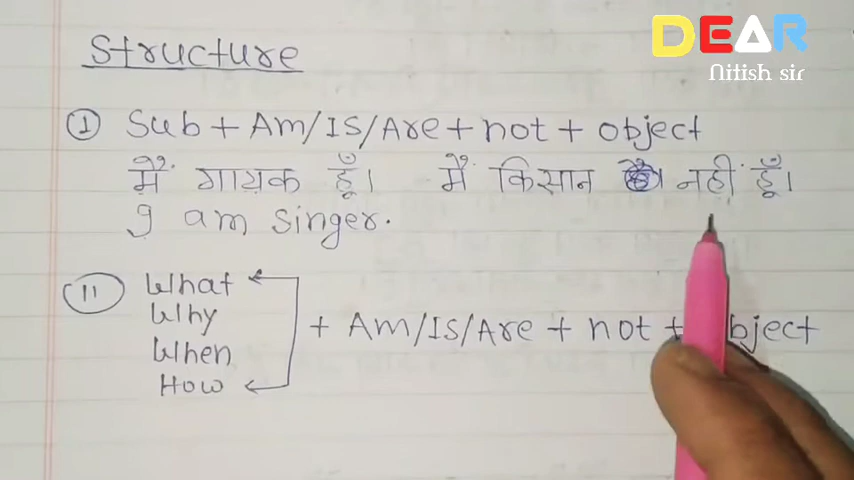 DEAR
Nitish sir
Structure
I Sub + Am/Is/Are + not + object
मैं गायक हूँ। मैं किसान नहीं हूँ।
I am singer.
II What
Why
+ Am/Is/Are + not + object
When
How